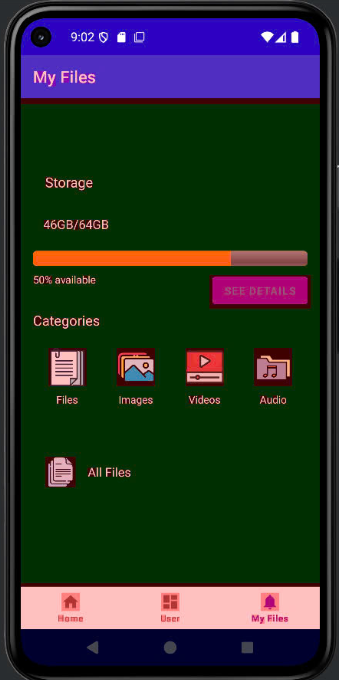 9:02
My Files
Storage
46GB/64GB
50% available
SEE DETAILS
Categories
Files Images Videos Audio
All Files
Home User My Files